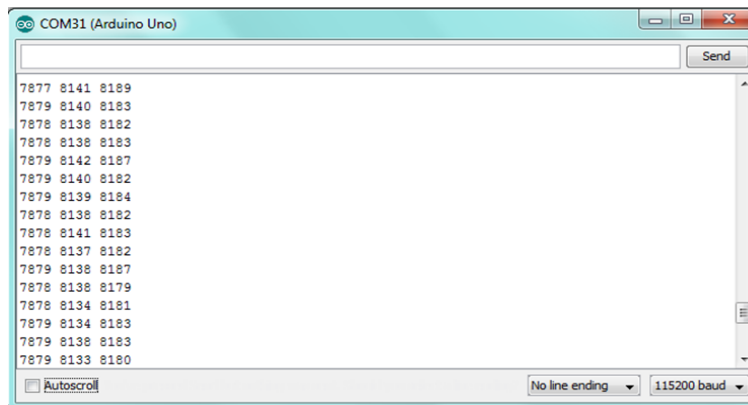 COM31 (Arduino Uno)
Send
7877 8141 8189
7879 8140 8183
7878 8138 8182
7878 8138 8183
7879 8142 8187
7879 8140 8182
7879 8139 8184
7878 8138 8182
7878 8141 8183
7878 8137 8182
7879 8138 8187
7878 8138 8179
7878 8134 8181
7879 8134 8183
7879 8138 8183
7879 8133 8180
Autoscroll
No line ending
115200 baud